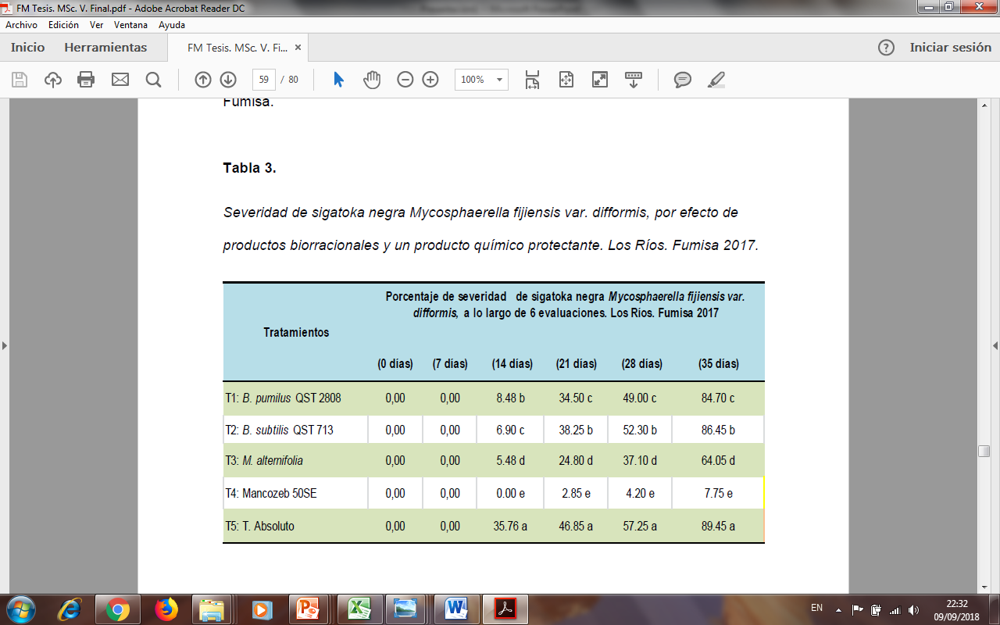 FM Tesis. MSc. V. Final.pdf - Adobe Acrobat Reader DC
Archivo Edición Ver Ventana Ayuda
Inicio Herramientas FM Tesis. MSc. V. Fi... × ? Iniciar sesión
59 / 80 100%
Fumisa.
Tabla 3.
Severidad de sigatoka negra Mycosphaerella fijiensis var. difformis, por efecto de
productos biorracionales y un producto químico protectante. Los Ríos. Fumisa 2017.
Porcentaje de severidad de sigatoka negra Mycosphaerella fijiensis var.
difformis, a lo largo de 6 evaluaciones. Los Ríos. Fumisa 2017
Tratamientos
(0 días) (7 días) (14 días) (21 días) (28 días) (35 días)
T1: B. pumilus QST 2808 0,00 0,00 8.48 b 34.50 c 49.00 c 84.70 c
T2: B. subtilis QST 713 0,00 0,00 6.90 c 38.25 b 52.30 b 86.45 b
T3: M. alternifolia 0,00 0,00 5.48 d 24.80 d 37.10 d 64.05 d
T4: Mancozeb 50SE 0,00 0,00 0.00 e 2.85 e 4.20 e 7.75 e
T5: T. Absoluto 0,00 0,00 35.76 a 46.85 a 57.25 a 89.45 a
EN 22:32
09/09/2018